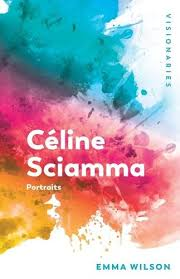 VISIONARIES
Céline
Sciamma
Portraits
EMMA WILSON